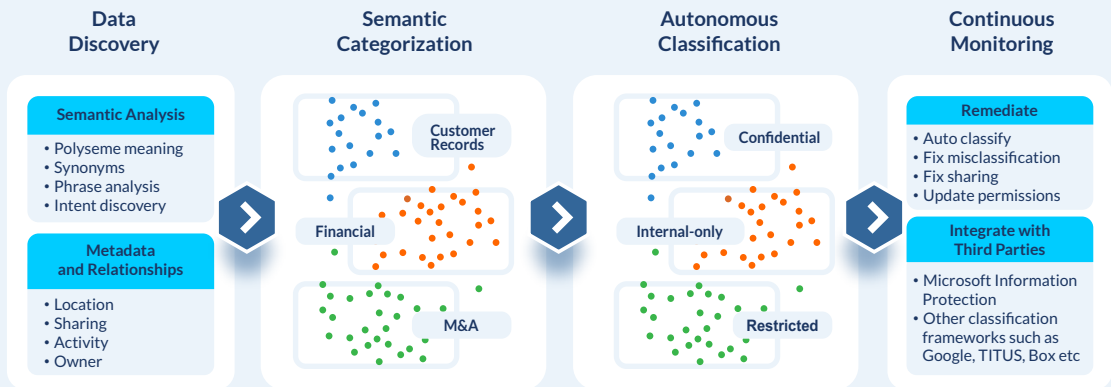 Data
Discovery
Semantic Analysis
• Polyseme meaning
• Synonyms
• Phrase analysis
• Intent discovery
Metadata
and Relationships
• Location
• Sharing
• Activity
• Owner
Semantic
Categorization
Customer
Records
Financial
M&A
Autonomous
Classification
Confidential
Internal-only
Restricted
Continuous
Monitoring
Remediate
• Auto classify
• Fix misclassification
• Fix sharing
• Update permissions
Integrate with
Third Parties
• Microsoft Information
Protection
• Other classification
frameworks such as
Google, TITUS, Box etc